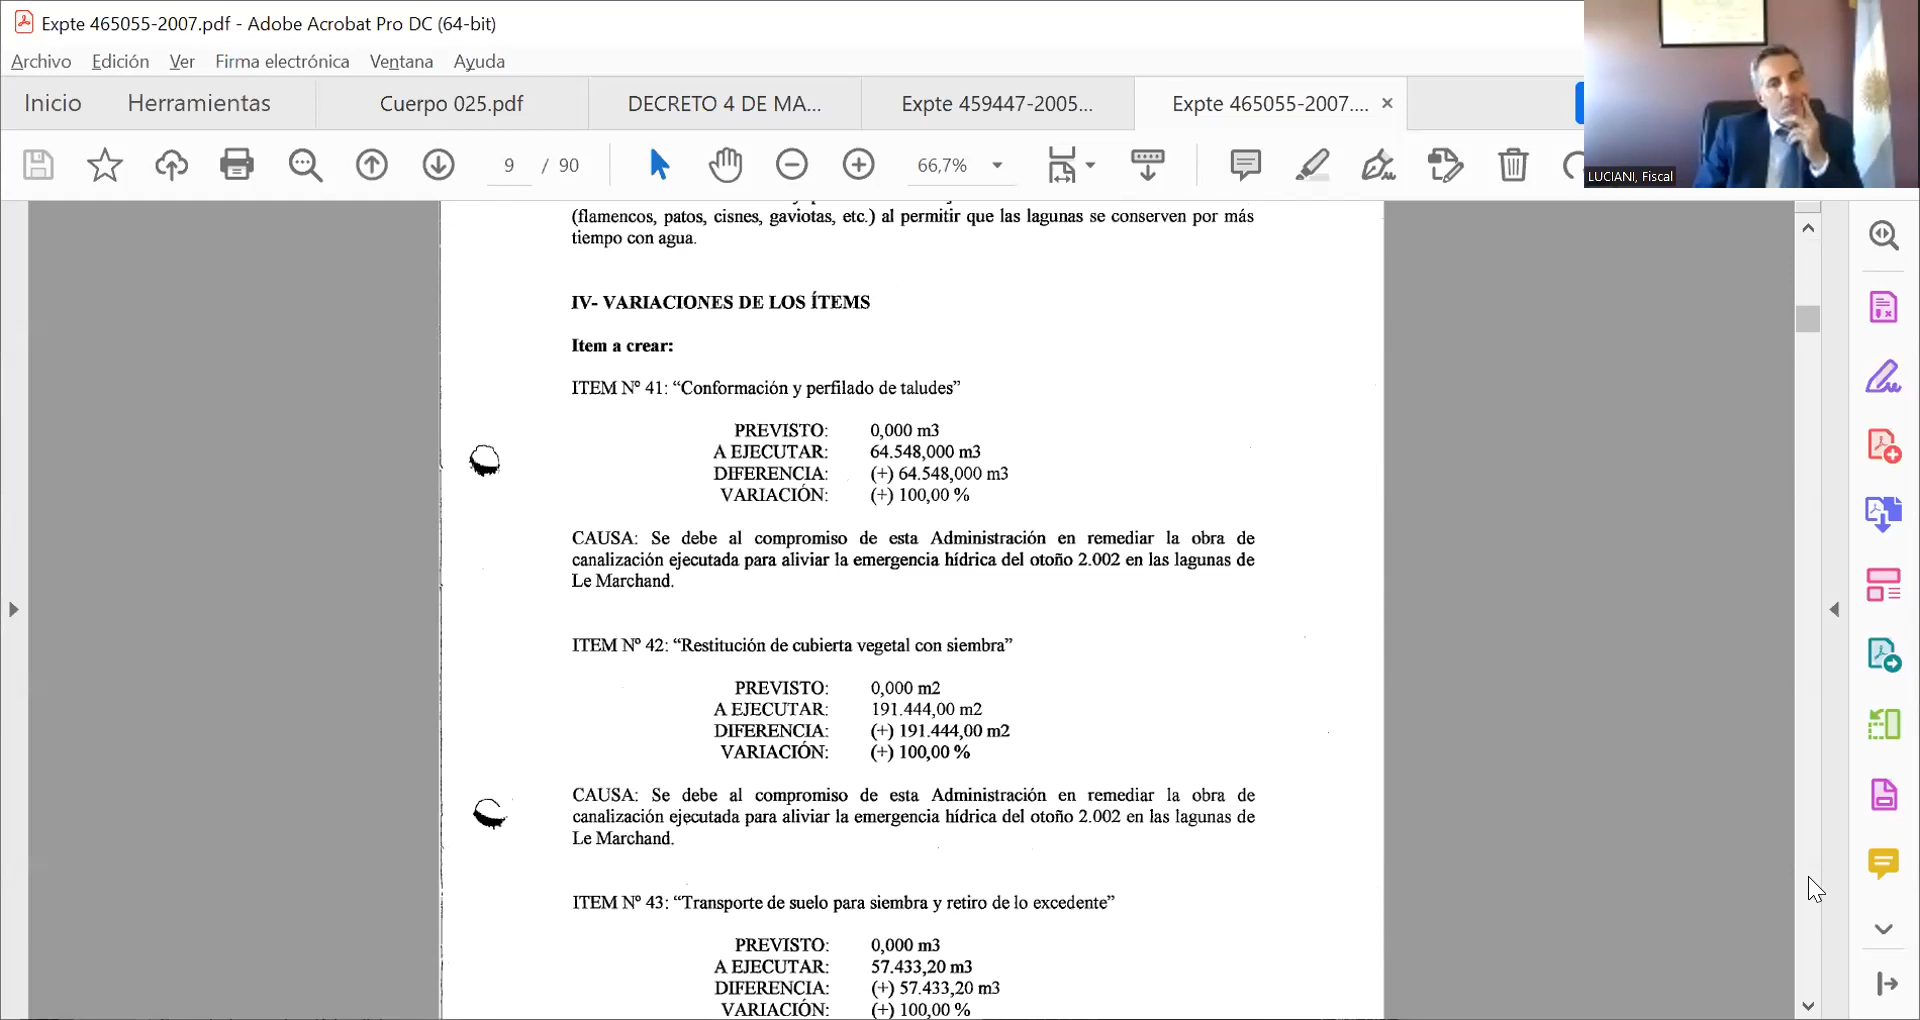 Expte 465055-2007.pdf - Adobe Acrobat Pro DC (64-bit)
Archivo Edición Ver Firma electrónica Ventana Ayuda
Inicio Herramientas Cuerpo 025.pdf DECRETO 4 DE MA... Expte 459447-2005... Expte 465055-2007.... ×
9 / 90 66,7%
LUCIANI, Fiscal
(flamencos, patos, cisnes, gaviotas, etc.) al permitir que las lagunas se conserven por más
tiempo con agua.
IV- VARIACIONES DE LOS ÍTEMS
Item a crear:
ITEM Nº 41: “Conformación y perfilado de taludes”
PREVISTO: 0,000 m3
A EJECUTAR: 64.548,000 m3
DIFERENCIA: (+) 64.548,000 m3
VARIACIÓN: (+) 100,00 %
CAUSA: Se debe al compromiso de esta Administración en remediar la obra de
canalización ejecutada para aliviar la emergencia hídrica del otoño 2.002 en las lagunas de
Le Marchand.
ITEM Nº 42: “Restitución de cubierta vegetal con siembra”
PREVISTO: 0,000 m2
A EJECUTAR: 191.444,00 m2
DIFERENCIA: (+) 191.444,00 m2
VARIACIÓN: (+) 100,00 %
CAUSA: Se debe al compromiso de esta Administración en remediar la obra de
canalización ejecutada para aliviar la emergencia hídrica del otoño 2.002 en las lagunas de
Le Marchand.
ITEM Nº 43: “Transporte de suelo para siembra y retiro de lo excedente”
PREVISTO: 0,000 m3
A EJECUTAR: 57.433,20 m3
DIFERENCIA: (+) 57.433,20 m3
VARIACIÓN: (+) 100,00 %